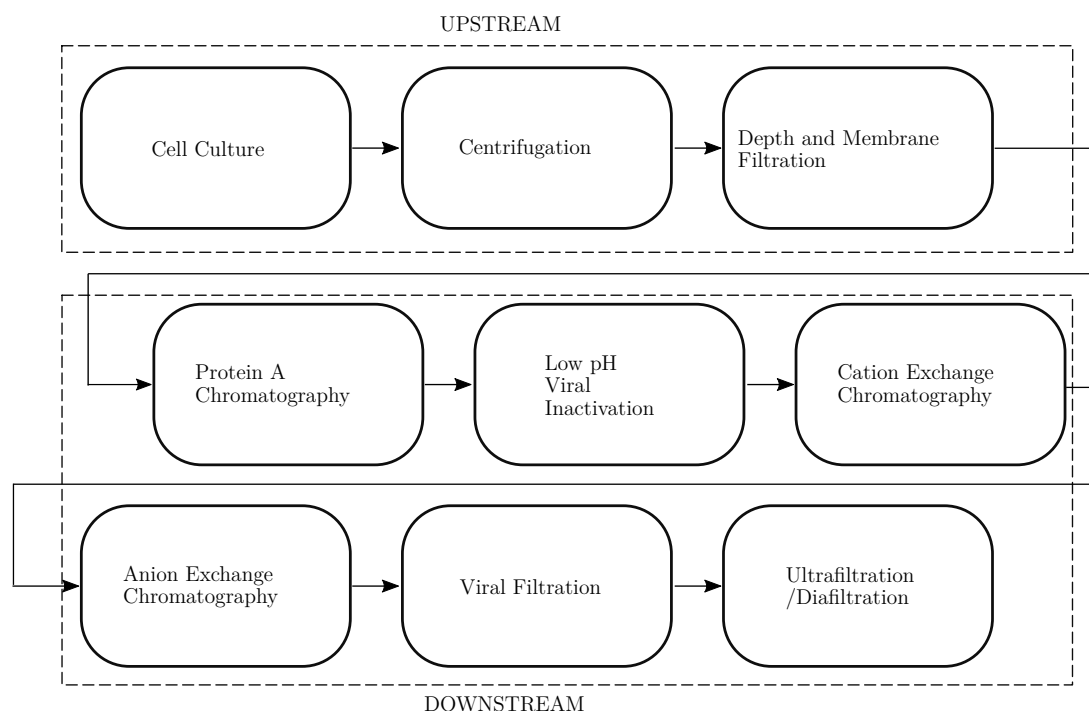 UPSTREAM
Cell Culture
Centrifugation
Depth and Membrane
Filtration
Protein A
Chromatography
Low pH
Viral
Inactivation
Cation Exchange
Chromatography
Anion Exchange
Chromatography
Viral Filtration
Ultrafiltration
/Diafiltration
DOWNSTREAM